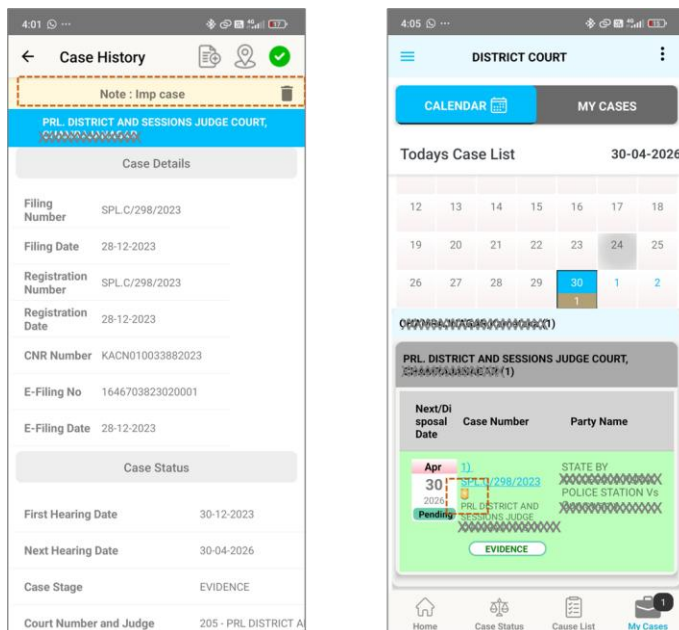 4:01
Case History
Note : Imp case
PRL. DISTRICT AND SESSIONS JUDGE COURT,
Case Details
Filing Number SPL.C/298/2023
Filing Date 28-12-2023
Registration Number SPL.C/298/2023
Registration Date 28-12-2023
CNR Number KACN010033882023
E-Filing No 1646703823020001
E-Filing Date 28-12-2023
Case Status
First Hearing Date 30-12-2023
Next Hearing Date 30-04-2026
Case Stage EVIDENCE
Court Number and Judge 205 - PRL DISTRICT A
4:05
DISTRICT COURT
CALENDAR MY CASES
Todays Case List 30-04-2026
12 13 14 15 16 17 18
19 20 21 22 23 24 25
26 27 28 29 30 1 2
1
(1)
PRL. DISTRICT AND SESSIONS JUDGE COURT,
(1)
Next/Di
sposal
Date
Case Number
Party Name
Apr
30
2026
Pending
1)
SPL.C/298/2023
PRL DISTRICT AND
SESSIONS JUDGE
STATE BY
POLICE STATION Vs
EVIDENCE
1
Home Case Status Cause List My Cases